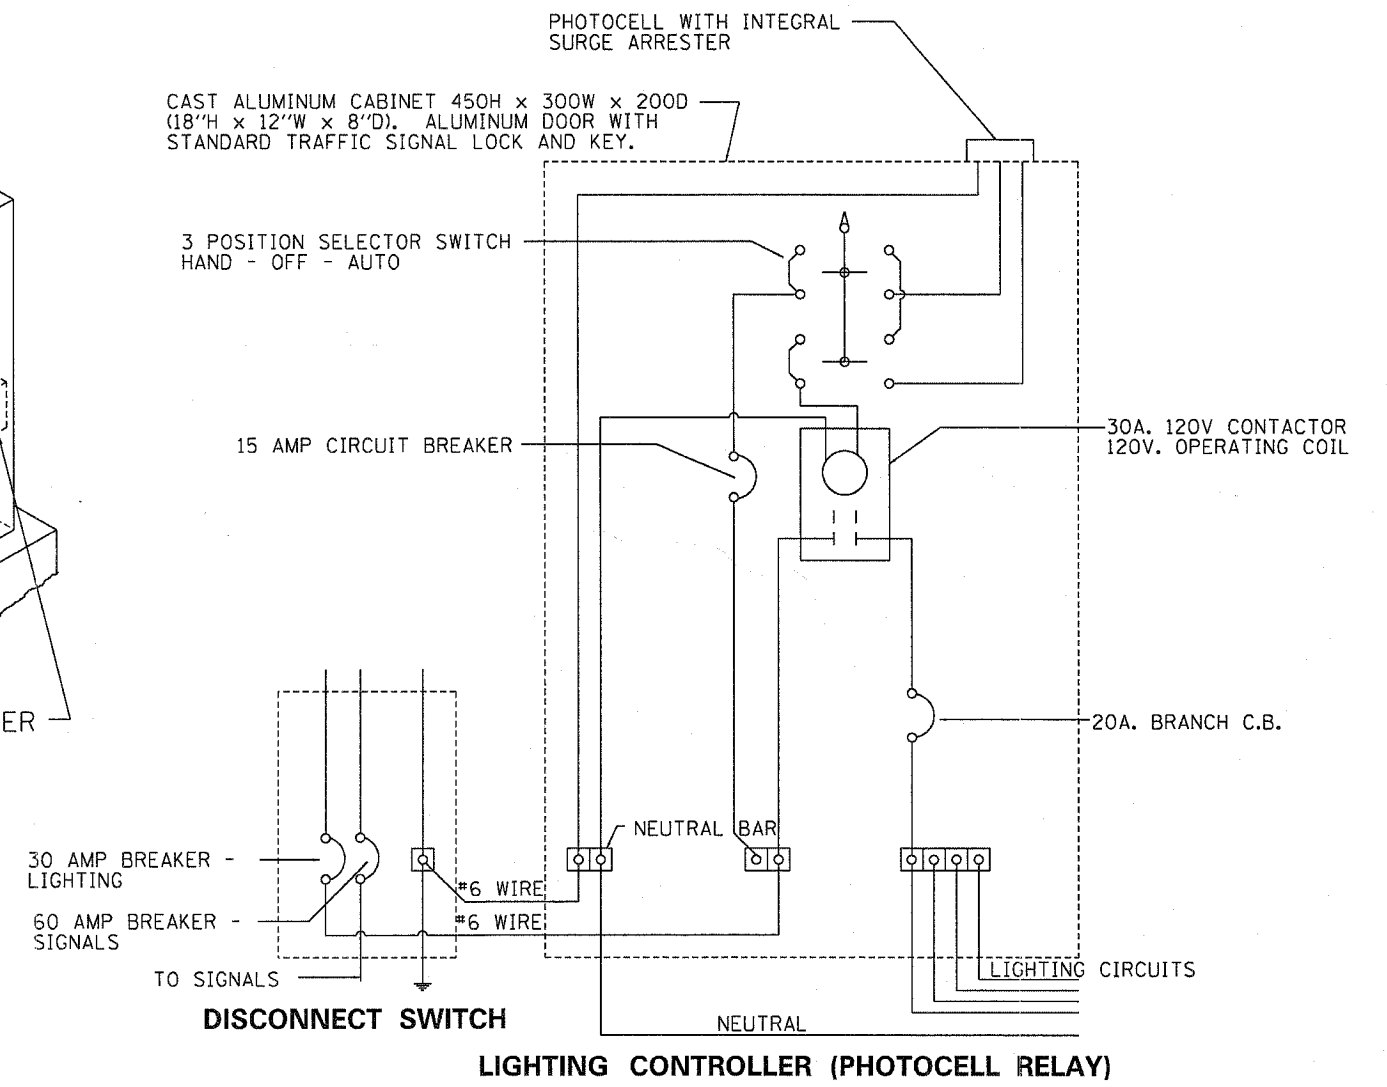 PHOTOCELL WITH INTEGRAL
SURGE ARRESTER
CAST ALUMINUM CABINET 450H x 300W x 200D
(18"H x 12"W x 8"D). ALUMINUM DOOR WITH
STANDARD TRAFFIC SIGNAL LOCK AND KEY.
3 POSITION SELECTOR SWITCH
HAND - OFF - AUTO
15 AMP CIRCUIT BREAKER
30A. 120V CONTACTOR
120V. OPERATING COIL
ER
20A. BRANCH C.B.
NEUTRAL BAR
30 AMP BREAKER -
LIGHTING
#6 WIRE
60 AMP BREAKER -
SIGNALS
#6 WIRE
TO SIGNALS
LIGHTING CIRCUITS
DISCONNECT SWITCH
NEUTRAL
LIGHTING CONTROLLER (PHOTOCELL RELAY)